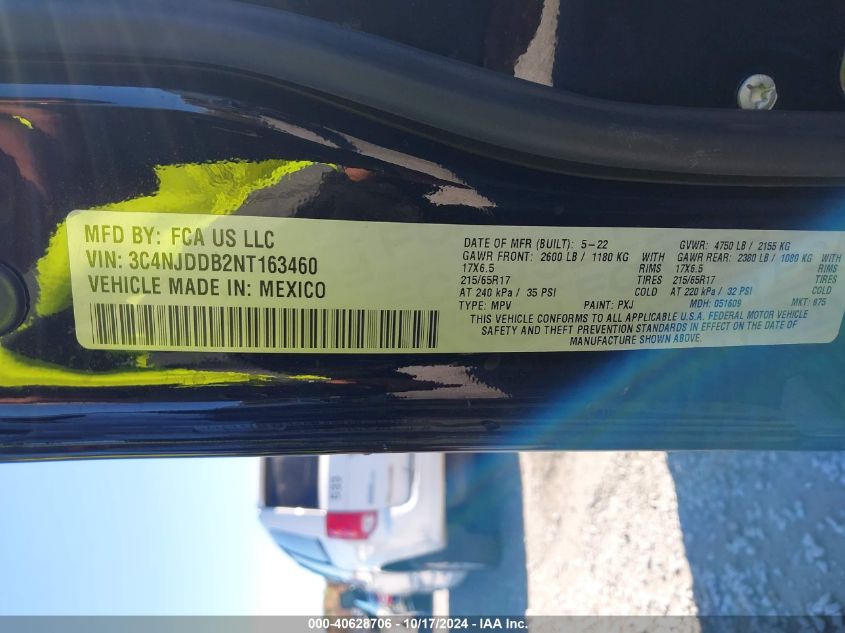 MFD BY: FCA US LLC
VIN: 3C4NJDDB2NT163460
VEHICLE MADE IN: MEXICO
DATE OF MFR (BUILT): 5-22 GVWR: 4750 LB / 2155 KG
GAWR FRONT: 2600 LB / 1180 KG WITH GAWR REAR: 2380 LB / 1080 KG WITH
17X6.5 RIMS 17X6.5 RIMS
215/65R17 TIRES 215/65R17 TIRES
AT 240 kPa / 35 PSI COLD AT 220 kPa / 32 PSI COLD
TYPE: MPV PAINT: PXJ MDH: 051609 MKT: 875
THIS VEHICLE CONFORMS TO ALL APPLICABLE U.S.A. FEDERAL MOTOR VEHICLE
SAFETY AND THEFT PREVENTION STANDARDS IN EFFECT ON THE DATE OF
MANUFACTURE SHOWN ABOVE.
000-40628706 - 10/17/2024 - IAA Inc.